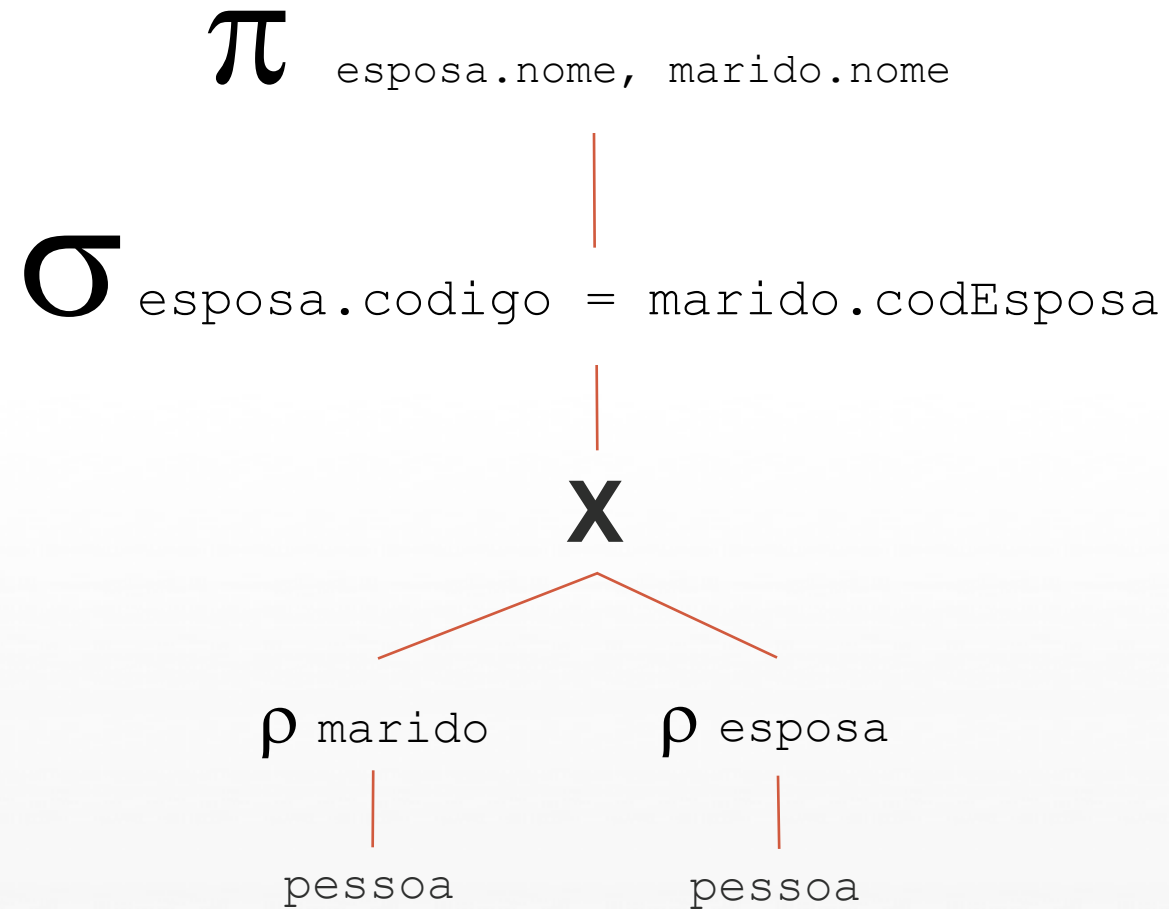 π esposa.nome, marido.nome
σ esposa.codigo = marido.codEsposa
X
ρ marido ρ esposa
pessoa pessoa